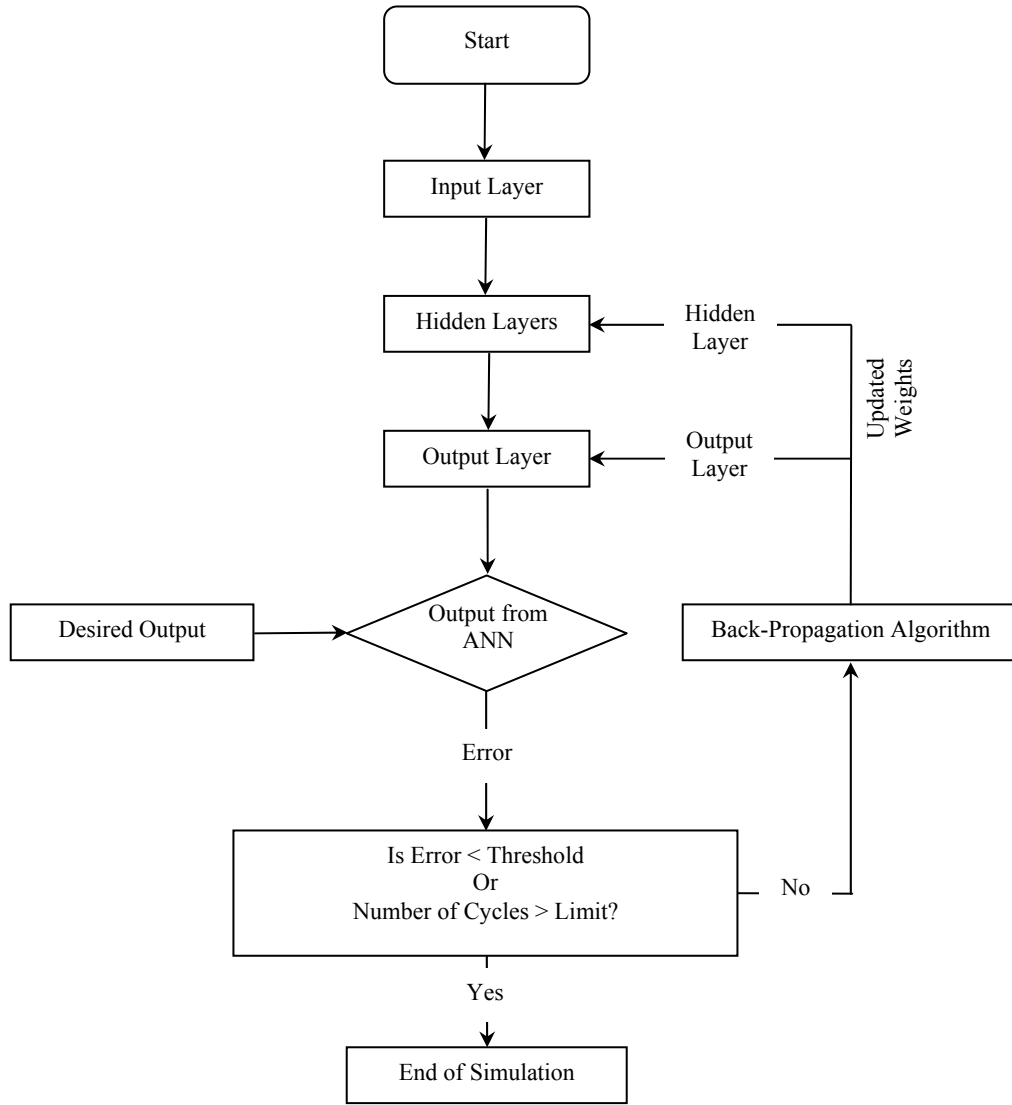 Start
Input Layer
Hidden Layers
Hidden
Layer
Updated
Weights
Output Layer
Output
Layer
Desired Output
Output from
ANN
Back-Propagation Algorithm
Error
Is Error < Threshold
Or
Number of Cycles > Limit?
No
Yes
End of Simulation